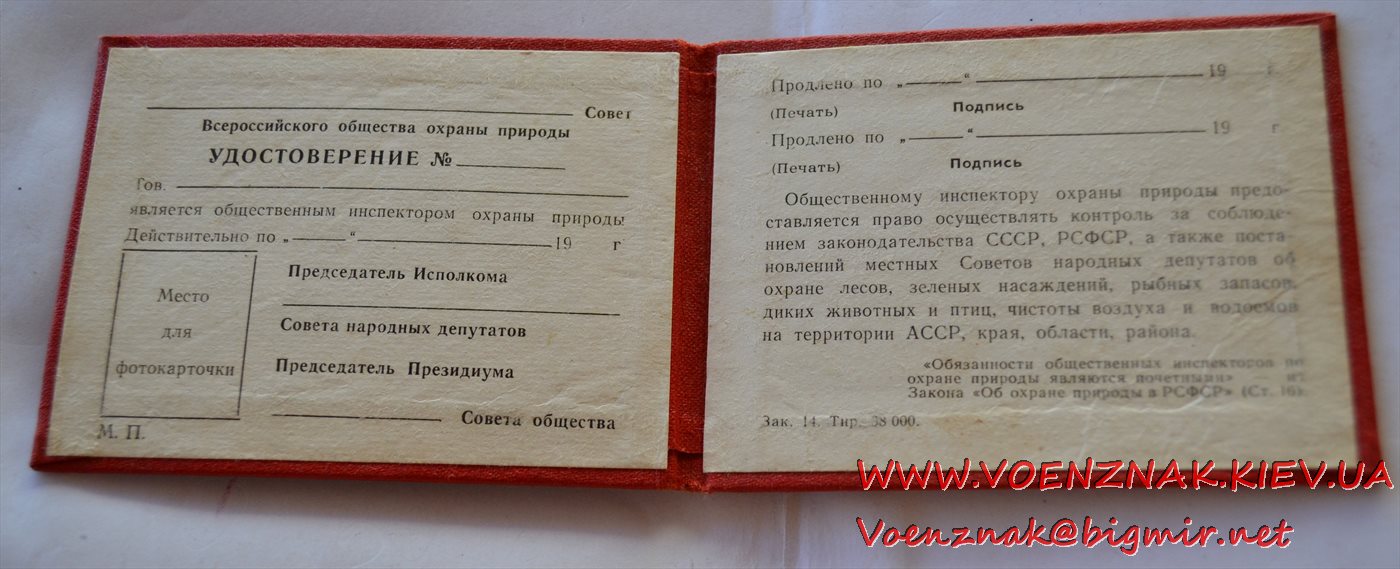 Совет
Всероссийского общества охраны природы
УДОСТОВЕРЕНИЕ №
Тов.
является общественным инспектором охраны природы
Действительно по „ “ 19 г
Место
для
фотокарточки
Председатель Исполкома
Совета народных депутатов
Председатель Президиума
Совета общества
М. П.
Продлено по „ “ 19 г
(Печать) Подпись
Продлено по „ “ 19 г
(Печать) Подпись
Общественному инспектору охраны природы предо-
ставляется право осуществлять контроль за соблюде-
нием законодательства СССР, РСФСР, а также поста-
новлений местных Советов народных депутатов об
охране лесов, зеленых насаждений, рыбных запасов,
диких животных и птиц, чистоты воздуха и водоемов
на территории АССР, края, области, района.
«Обязанности общественных инспекторов по
охране природы являются почетными» из
Закона «Об охране природы в РСФСР» (Ст. 16).
Зак. 14. Тир. 38 000.
WWW.VOENZNAK.KIEV.UA
Voenznak@bigmir.net